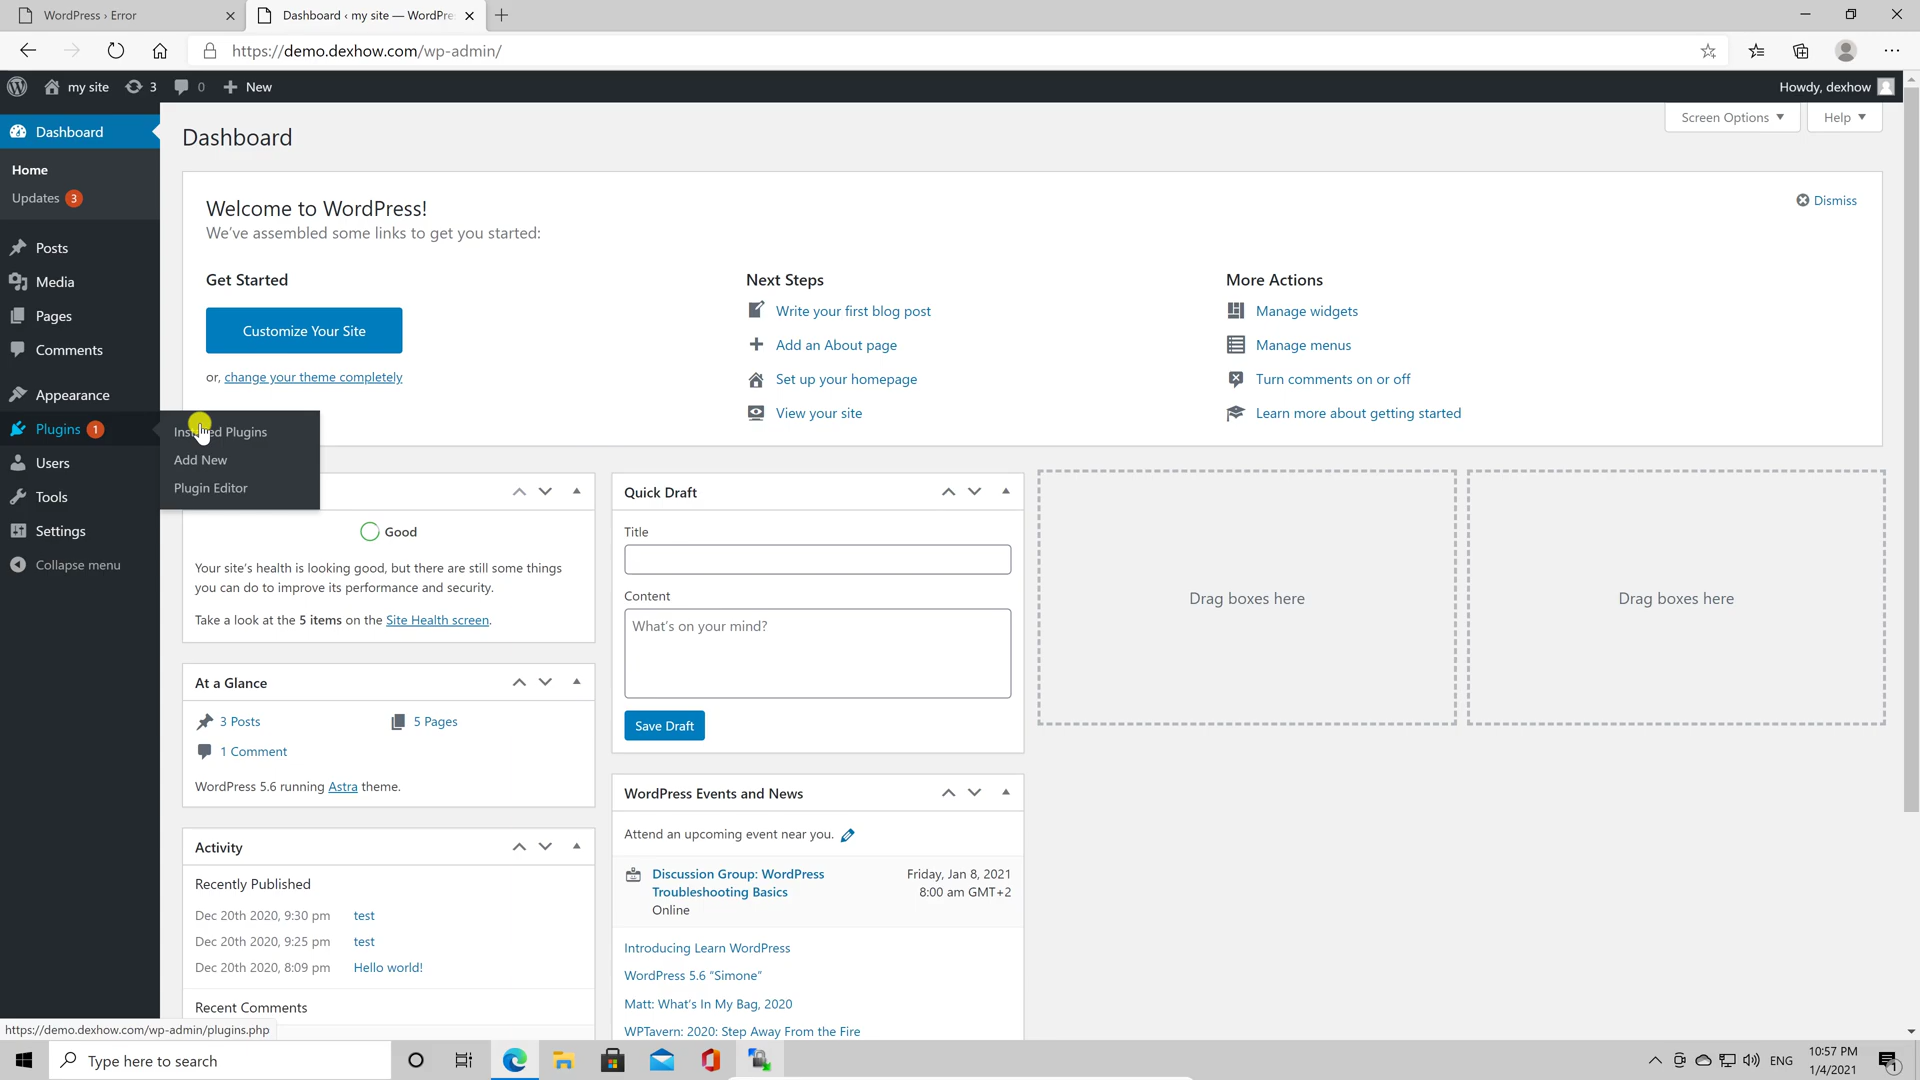 WordPress › Error
Dashboard ‹ my site — WordPre
https://demo.dexhow.com/wp-admin/
my site
3
0
New
Howdy, dexhow
Dashboard
Home
Updates 3
Posts
Media
Pages
Comments
Appearance
Plugins 1
Users
Tools
Settings
Collapse menu
Plugins
Add New
Plugin Editor
Dashboard
Screen Options
Help
Welcome to WordPress!
We've assembled some links to get you started:
Dismiss
Get Started
Customize Your Site
or, change your theme completely
Next Steps
Write your first blog post
Add an About page
Set up your homepage
View your site
More Actions
Manage widgets
Manage menus
Turn comments on or off
Learn more about getting started
Good
Your site's health is looking good, but there are still some things
you can do to improve its performance and security.
Take a look at the 5 items on the Site Health screen.
At a Glance
3 Posts
5 Pages
1 Comment
WordPress 5.6 running Astra theme.
Activity
Recently Published
Dec 20th 2020, 9:30 pm test
Dec 20th 2020, 9:25 pm test
Dec 20th 2020, 8:09 pm Hello world!
Recent Comments
Quick Draft
Title
Content
What's on your mind?
Save Draft
WordPress Events and News
Attend an upcoming event near you.
Discussion Group: WordPress
Troubleshooting Basics
Online
Friday, Jan 8, 2021
8:00 am GMT+2
Introducing Learn WordPress
WordPress 5.6 "Simone"
Matt: What's In My Bag, 2020
WPTavern: 2020: Step Away From the Fire
Drag boxes here
Drag boxes here
https://demo.dexhow.com/wp-admin/plugins.php
Type here to search
ENG
10:57 PM
1/4/2021
1